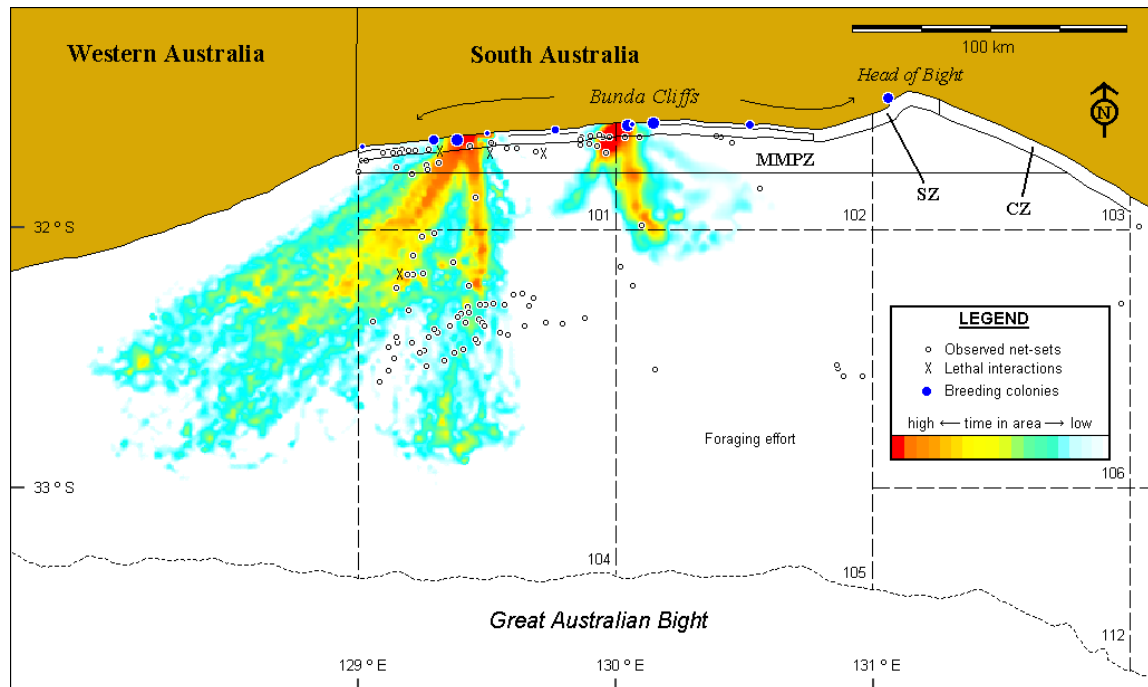 Western Australia
South Australia
100 km
Head of Bight
Bunda Cliffs
N
MMPZ
SZ
CZ
32 º S
101
102
103
LEGEND
Observed net-sets
X Lethal interactions
Breeding colonies
high ← time in area → low
Foraging effort
106
33 º S
104
105
Great Australian Bight
112
129 º E
130 º E
131 º E